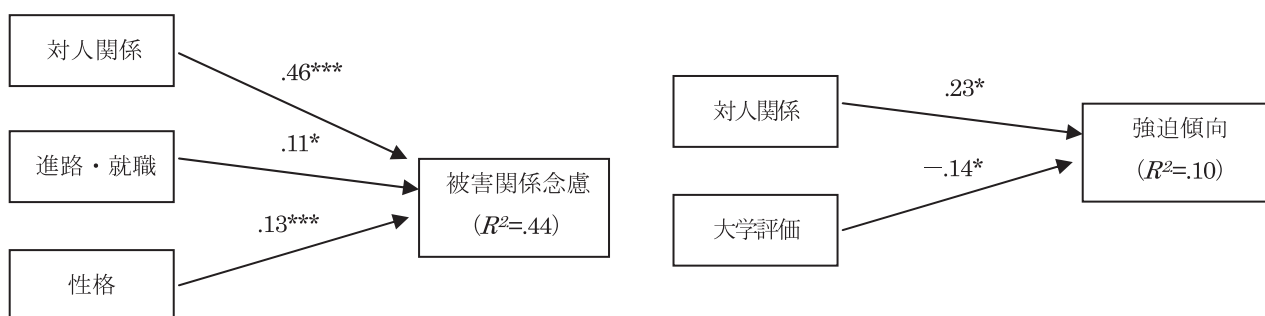 対人関係
.46***
進路・就職
.11*
被害関係念慮
(R²=.44)
性格
.13***
対人関係
.23*
強迫傾向
(R²=.10)
大学評価
－.14*